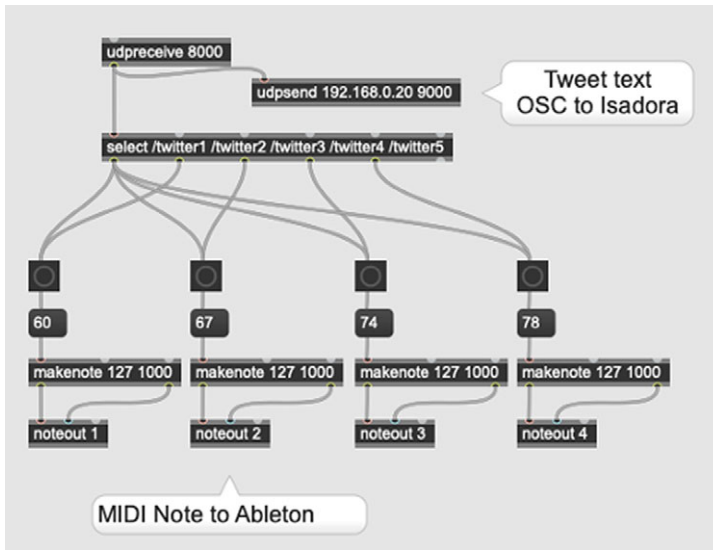 udpreceive 8000
udpsend 192.168.0.20 9000
Tweet text
OSC to Isadora
select /twitter1 /twitter2 /twitter3 /twitter4 /twitter5
60
67
74
78
makenote 127 1000
makenote 127 1000
makenote 127 1000
makenote 127 1000
noteout 1
noteout 2
noteout 3
noteout 4
MIDI Note to Ableton